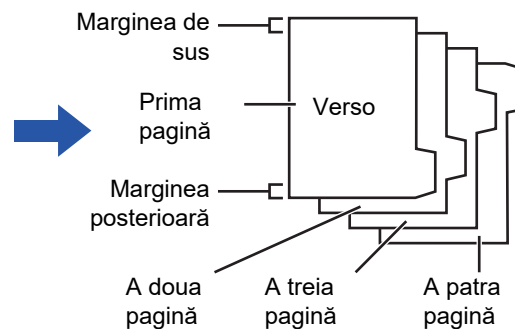 Marginea de
sus
Prima
pagină
Verso
Marginea
posterioară
A doua
pagină
A treia
pagină
A patra
pagină